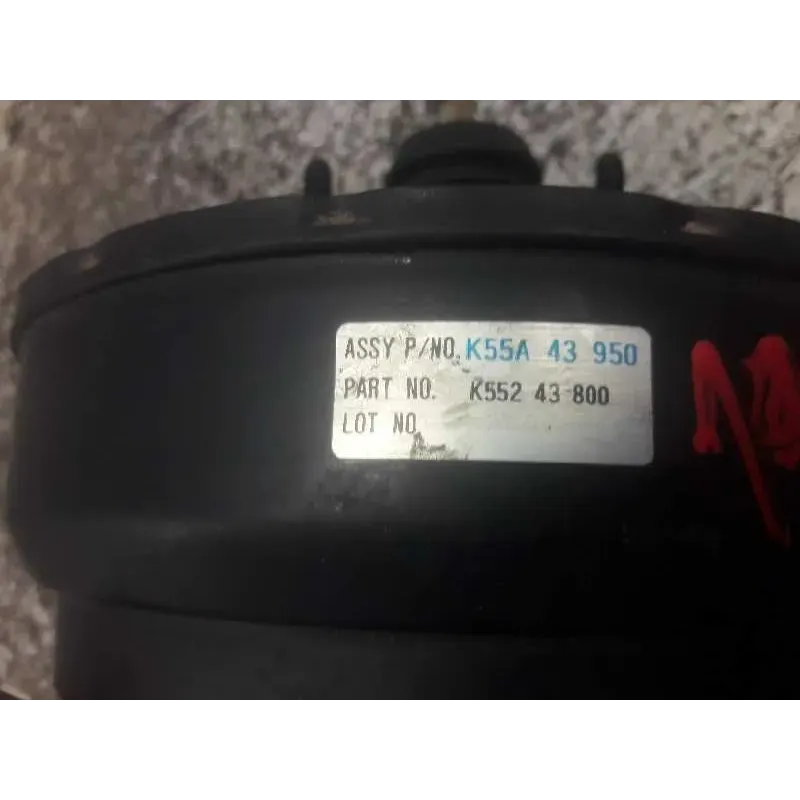 ASSY P/NO. K55A 43 950
PART NO. K552 43 800
LOT NO.